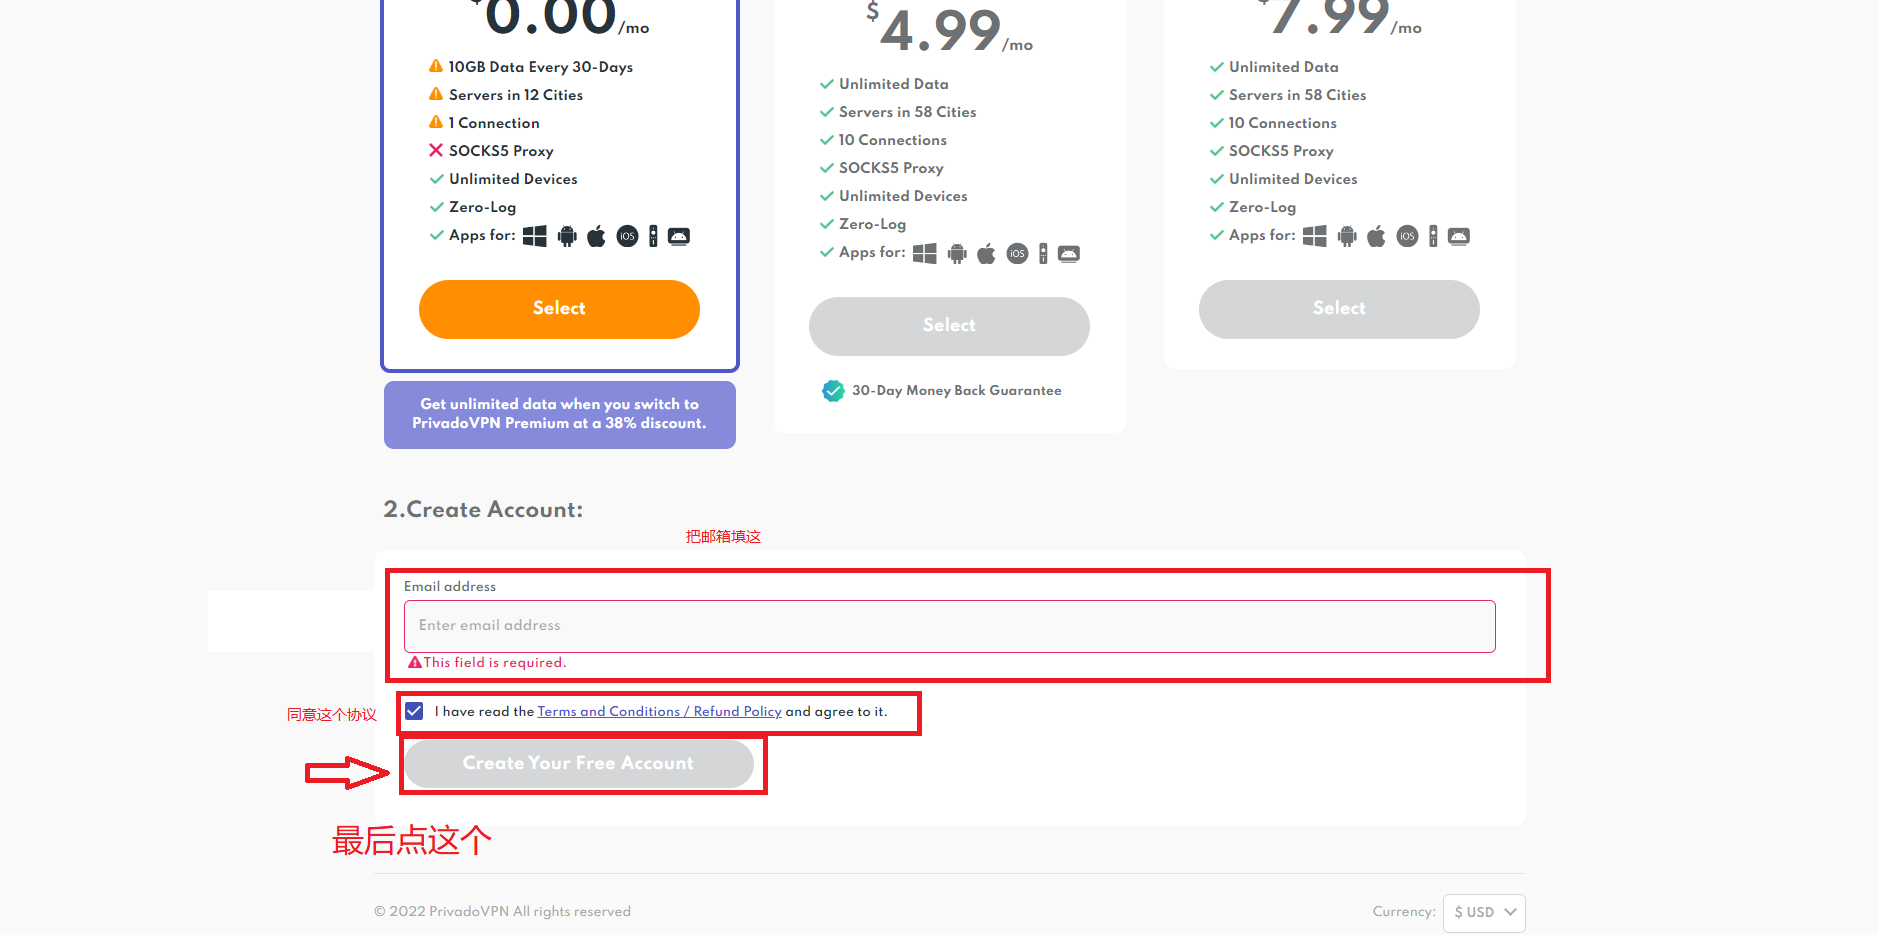 $0.00/mo
10GB Data Every 30-Days
Servers in 12 Cities
1 Connection
SOCKS5 Proxy
Unlimited Devices
Zero-Log
Apps for: iOS
Select
Get unlimited data when you switch to
PrivadoVPN Premium at a 38% discount.
$4.99/mo
Unlimited Data
Servers in 58 Cities
10 Connections
SOCKS5 Proxy
Unlimited Devices
Zero-Log
Apps for: iOS
Select
30-Day Money Back Guarantee
$7.99/mo
Unlimited Data
Servers in 58 Cities
10 Connections
SOCKS5 Proxy
Unlimited Devices
Zero-Log
Apps for: iOS
Select
2.Create Account:
把邮箱填这
Email address
Enter email address
This field is required.
同意这个协议
I have read the Terms and Conditions / Refund Policy and agree to it.
Create Your Free Account
最后点这个
© 2022 PrivadoVPN All rights reserved
Currency: $ USD